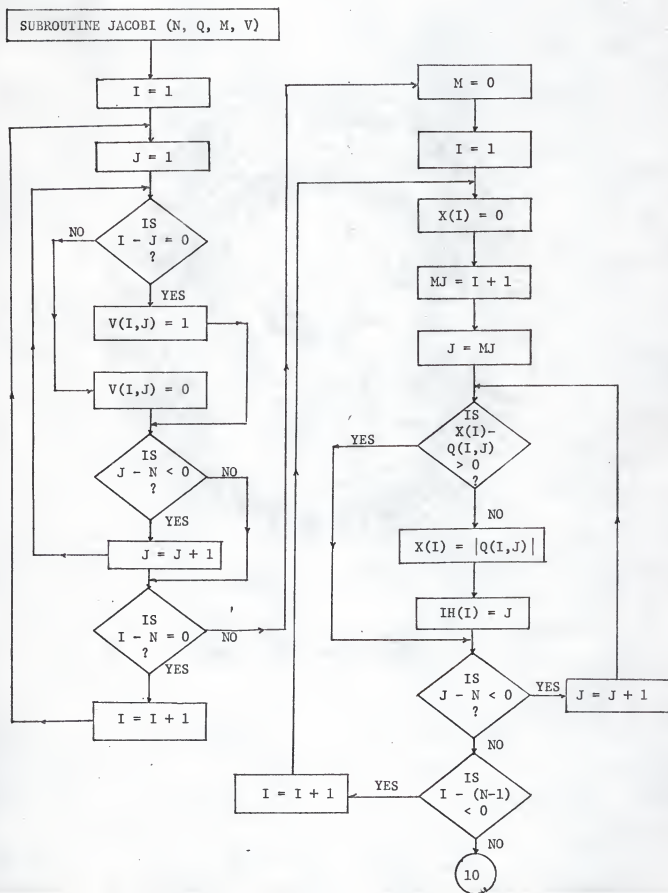 SUBROUTINE JACOBI (N, Q, M, V)
I = 1
J = 1
IS
I - J = 0
?
NO
YES
V(I,J) = 1
V(I,J) = 0
IS
J - N < 0
?
NO
YES
J = J + 1
IS
I - N = 0
?
NO
YES
I = I + 1
M = 0
I = 1
X(I) = 0
MJ = I + 1
J = MJ
IS
X(I)-
Q(I,J)
> 0
?
YES
NO
X(I) = |Q(I,J)|
IH(I) = J
IS
J - N < 0
?
YES
J = J + 1
NO
IS
I - (N-1)
< 0
YES
I = I + 1
NO
10